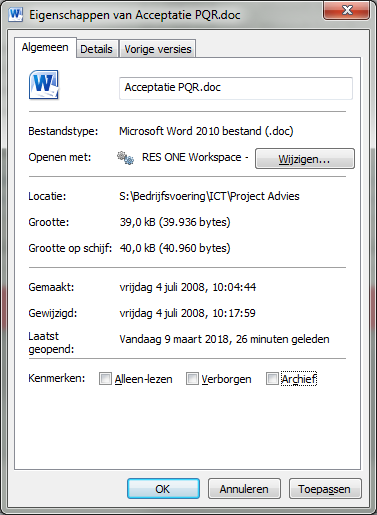 Eigenschappen van Acceptatie PQR.doc
Algemeen Details Vorige versies
Acceptatie PQR.doc
Bestandstype: Microsoft Word 2010 bestand (.doc)
Openen met: RES ONE Workspace - Wijzigen...
Locatie: S:\Bedrijfsvoering\ICT\Project Advies
Grootte: 39,0 kB (39.936 bytes)
Grootte op schijf: 40,0 kB (40.960 bytes)
Gemaakt: vrijdag 4 juli 2008, 10:04:44
Gewijzigd: vrijdag 4 juli 2008, 10:17:59
Laatst geopend: Vandaag 9 maart 2018, 26 minuten geleden
Kenmerken: Alleen-lezen Verborgen Archief
OK Annuleren Toepassen